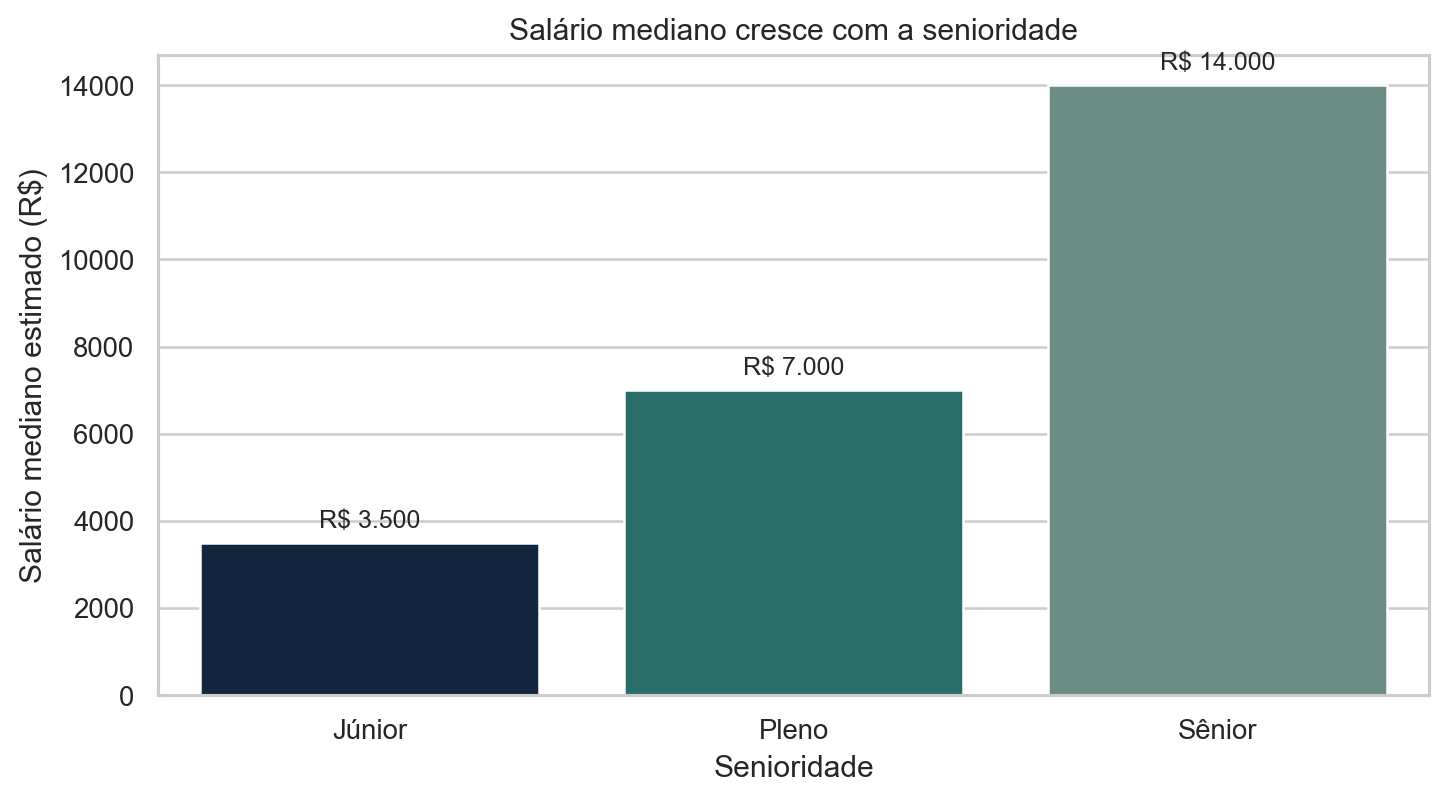 Salário mediano cresce com a senioridade
Salário mediano estimado (R$)
14000
12000
10000
8000
6000
4000
2000
0
R$ 3.500
R$ 7.000
R$ 14.000
Júnior
Pleno
Sênior
Senioridade